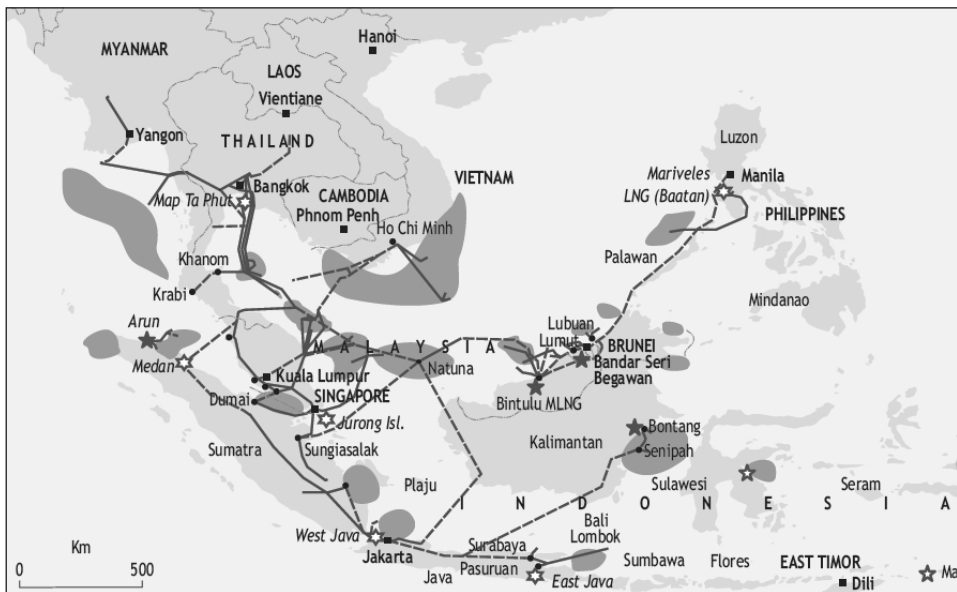 Hanoi
MYANMAR
LAOS
Vientiane
Yangon
THAILAND
Luzon
Bangkok
Map Ta Phut
CAMBODIA
Phnom Penh
VIETNAM
Ho Chi Minh
Mariveles
LNG (Baatan)
Manila
PHILIPPINES
Palawan
Mindanao
Khanom
Krabi
Arun
Medan
MALAYSTA
Natuna
Lubuan
Lumut
BRUNEI
Bandar Seri
Begawan
Bintulu MLNG
Kuala Lumpur
SINGAPORE
Dumai
Jurong Isl.
Sumatra
Sungiasalak
Kalimantan
Bontang
Senipah
Sulawesi
Seram
Plaju
INDONESIA
West Java
Jakarta
Bali
Lombok
Surabaya
Pasuruan
Java
East Java
Sumbawa
Flores
EAST TIMOR
Dili
Ma
Km
0
500